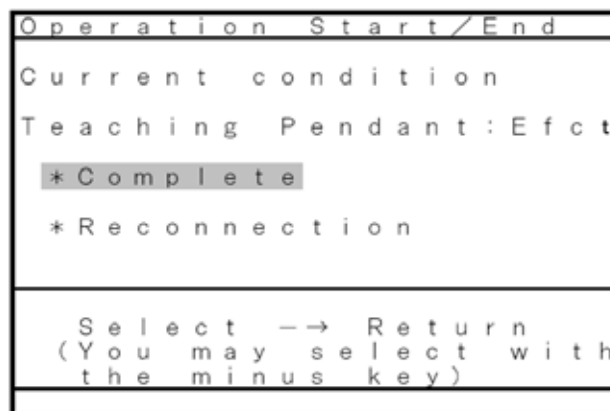 Operation Start/End
Current condition
Teaching Pendant:Efct
*Complete
*Reconnection
Select --→ Return
(You may select with
the minus key)